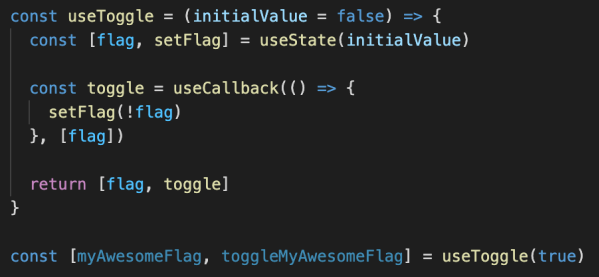 const useToggle = (initialValue = false) => {
  const [flag, setFlag] = useState(initialValue)

  const toggle = useCallback(() => {
    setFlag(!flag)
  }, [flag])

  return [flag, toggle]
}

const [myAwesomeFlag, toggleMyAwesomeFlag] = useToggle(true)